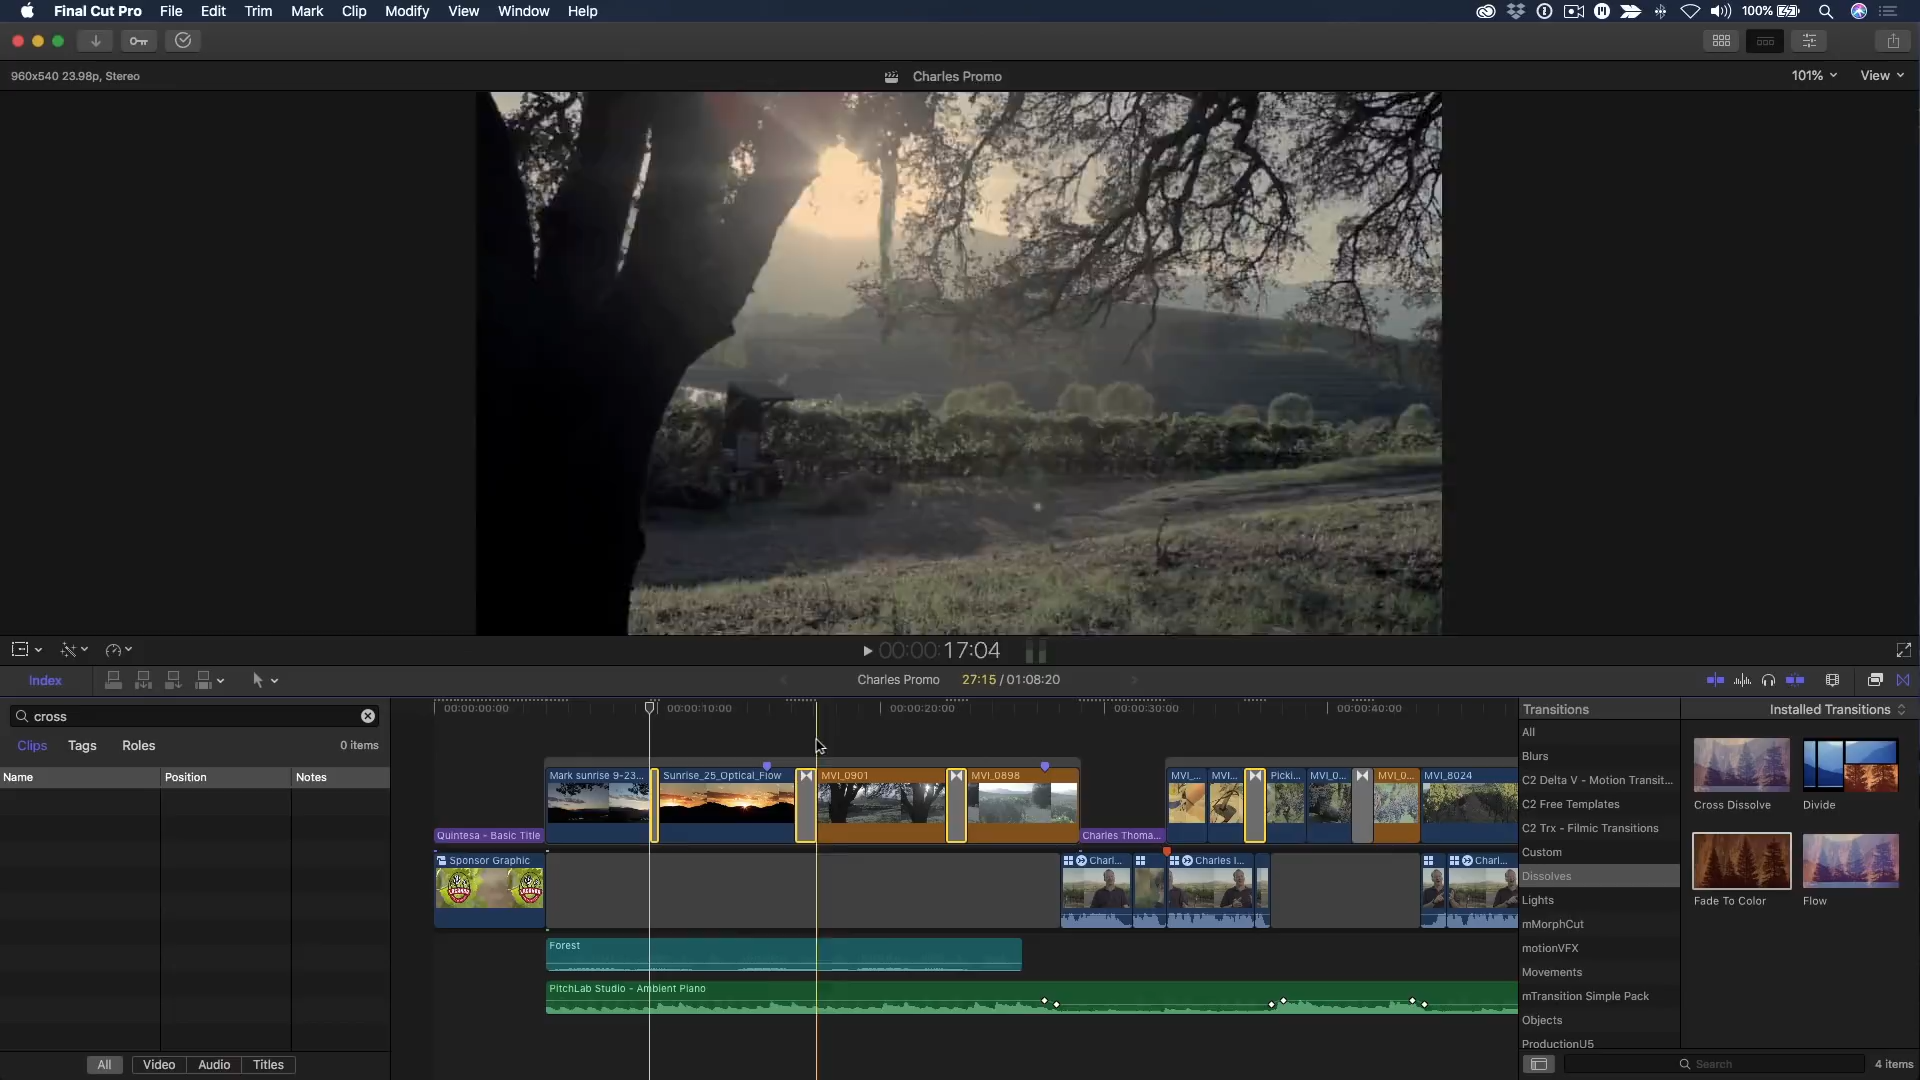 Final Cut Pro File Edit Trim Mark Clip Modify View Window Help
100%
960x540 23.98p, Stereo
Charles Promo
101%
View
00:00:17:04
Index
Charles Promo
27:15 / 01:08:20
cross
Clips Tags Roles
0 items
Name Position Notes
All Video Audio Titles
00:00:00:00 00:00:10:00 00:00:20:00 00:00:30:00 00:00:40:00
Mark sunrise 9-23... Sunrise_25_Optical_Flow MVI_0901 MVI_0898 MVI_... MVI... Picki... MVI_0... MVI_0... MVI_8024
Quintesa - Basic Title Charles Thoma...
Sponsor Graphic Charl... Charles I... Charl...
Forest
PitchLab Studio - Ambient Piano
Transitions
Installed Transitions
All
Blurs
C2 Delta V - Motion Transit...
C2 Free Templates
C2 Trx - Filmic Transitions
Custom
Dissolves
Lights
mMorphCut
motionVFX
Movements
mTransition Simple Pack
Objects
ProductionU5
Cross Dissolve
Divide
Fade To Color
Flow
Search
4 items